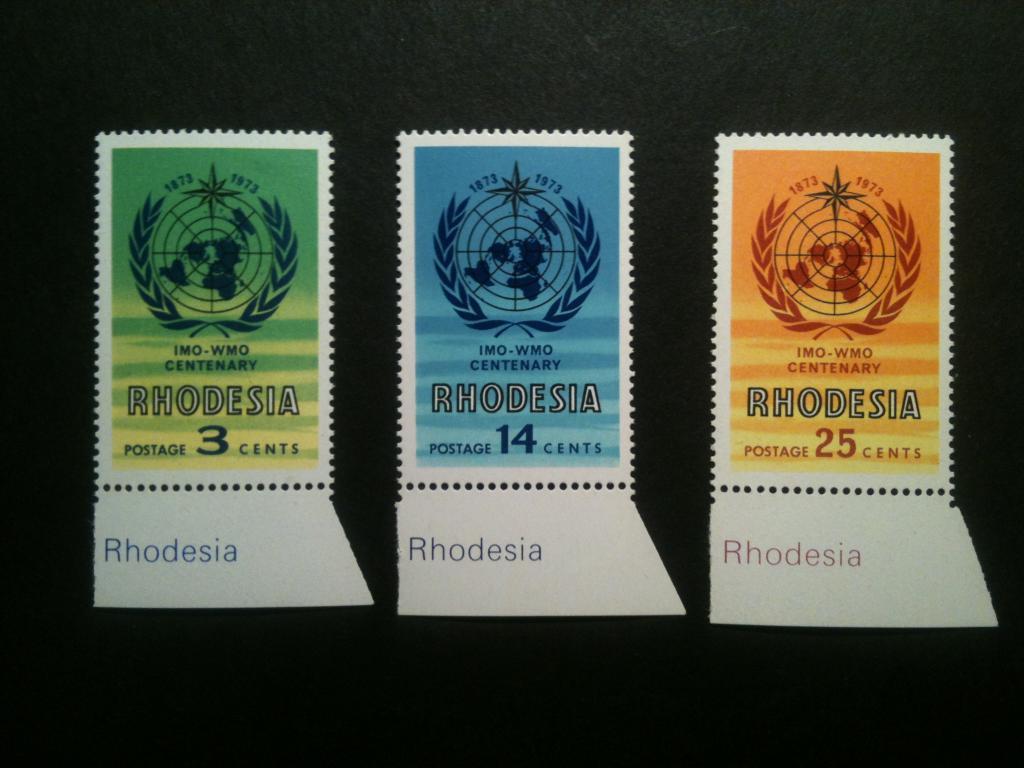 1873 1973
IMO-WMO
CENTENARY
RHODESIA
POSTAGE 3 CENTS
Rhodesia
1873 1973
IMO-WMO
CENTENARY
RHODESIA
POSTAGE 14 CENTS
Rhodesia
1873 1973
IMO-WMO
CENTENARY
RHODESIA
POSTAGE 25 CENTS
Rhodesia